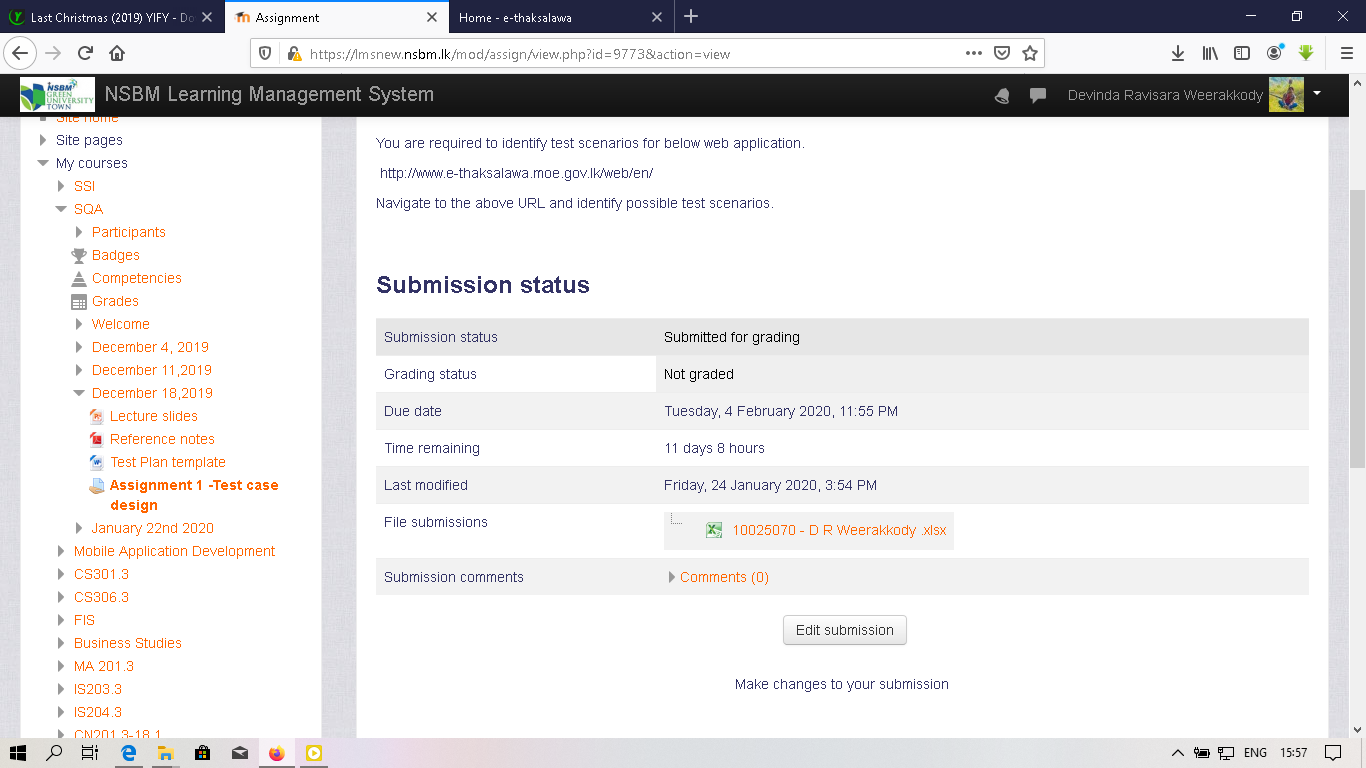 Last Christmas (2019) YIFY - Do
Assignment
Home - e-thaksalawa
https://lmsnew.nsbm.lk/mod/assign/view.php?id=9773&action=view
NSBM
GREEN
UNIVERSITY
TOWN
NSBM Learning Management System
Devinda Ravisara Weerakkody
Site home
Site pages
My courses
SSI
SQA
Participants
Badges
Competencies
Grades
Welcome
December 4, 2019
December 11,2019
December 18,2019
Lecture slides
Reference notes
Test Plan template
Assignment 1 -Test case
design
January 22nd 2020
Mobile Application Development
CS301.3
CS306.3
FIS
Business Studies
MA 201.3
IS203.3
IS204.3
CN201.3-18.1
You are required to identify test scenarios for below web application.
http://www.e-thaksalawa.moe.gov.lk/web/en/
Navigate to the above URL and identify possible test scenarios.
Submission status
Submission status Submitted for grading
Grading status Not graded
Due date Tuesday, 4 February 2020, 11:55 PM
Time remaining 11 days 8 hours
Last modified Friday, 24 January 2020, 3:54 PM
File submissions 10025070 - D R Weerakkody .xlsx
Submission comments Comments (0)
Edit submission
Make changes to your submission
ENG 15:57